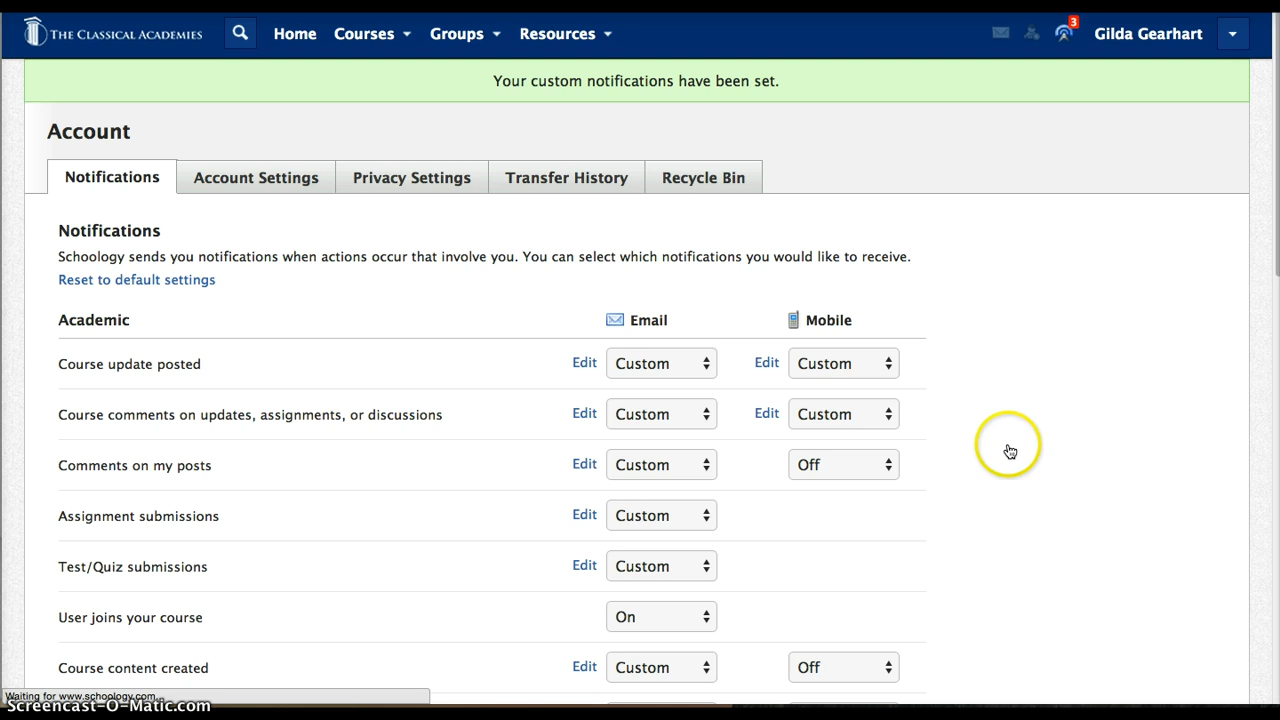 THE CLASSICAL ACADEMIES Home Courses Groups Resources 3 Gilda Gearhart
Your custom notifications have been set.
Account
Notifications Account Settings Privacy Settings Transfer History Recycle Bin
Notifications
Schoology sends you notifications when actions occur that involve you. You can select which notifications you would like to receive.
Reset to default settings
Academic Email Mobile
Course update posted Edit Custom Edit Custom
Course comments on updates, assignments, or discussions Edit Custom Edit Custom
Comments on my posts Edit Custom Off
Assignment submissions Edit Custom
Test/Quiz submissions Edit Custom
User joins your course On
Course content created Edit Custom Off
Waiting for www.schoology.com...
Screencast-O-Matic.com